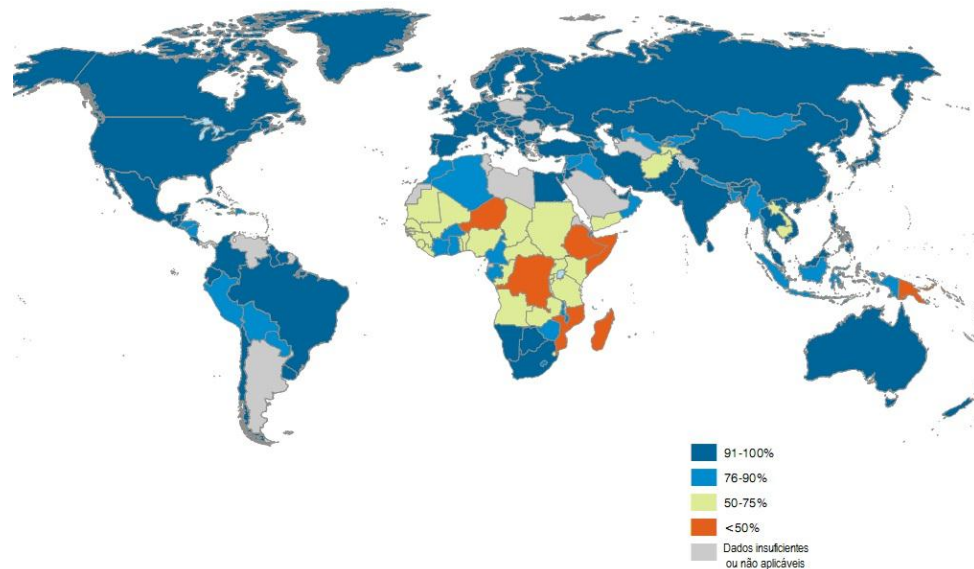 91-100%
76-90%
50-75%
<50%
Dados insuficientes
ou não aplicáveis